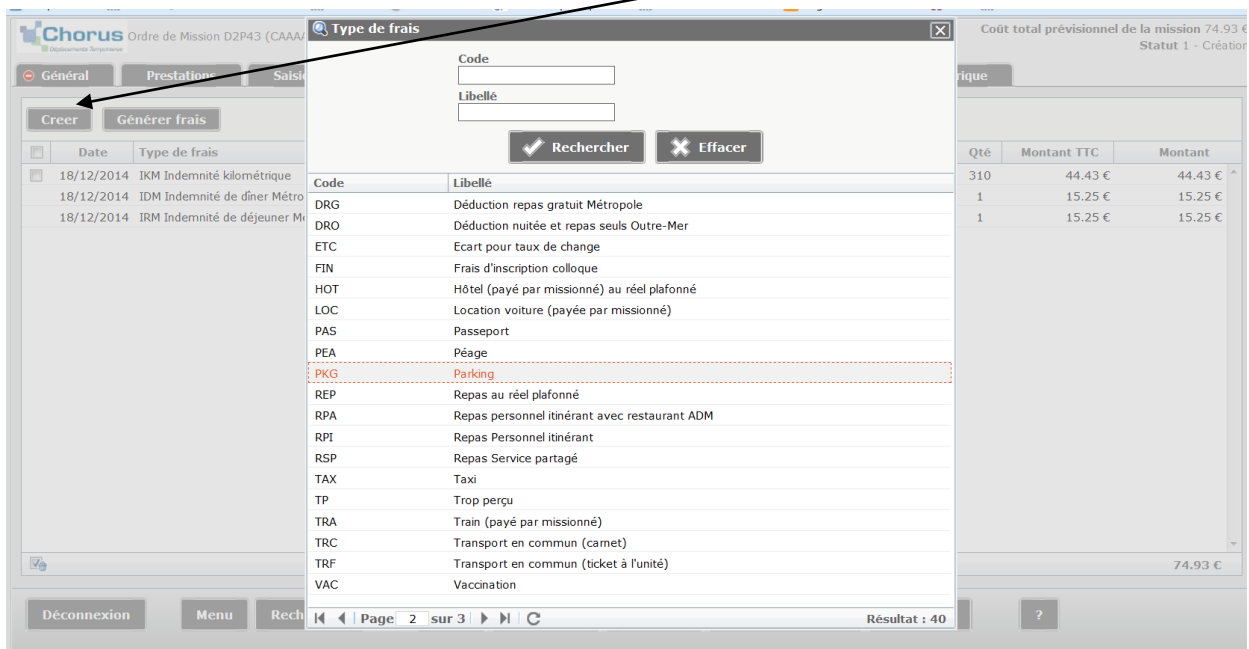 Chorus Ordre de Mission D2P43 (CAAA
Déplacements Temporaires
Coût total prévisionnel de la mission 74.93 €
Statut 1 - Création
Général Prestations Saisi rique
Creer Générer frais
Date Type de frais Qté Montant TTC Montant
18/12/2014 IKM Indemnité kilométrique 310 44.43 € 44.43 €
18/12/2014 IDM Indemnité de dîner Métro 1 15.25 € 15.25 €
18/12/2014 IRM Indemnité de déjeuner Mé 1 15.25 € 15.25 €
74.93 €
Déconnexion Menu Rech ?
Type de frais
Code
Libellé
Rechercher Effacer
Code Libellé
DRG Déduction repas gratuit Métropole
DRO Déduction nuitée et repas seuls Outre-Mer
ETC Ecart pour taux de change
FIN Frais d'inscription colloque
HOT Hôtel (payé par missionné) au réel plafonné
LOC Location voiture (payée par missionné)
PAS Passeport
PEA Péage
PKG Parking
REP Repas au réel plafonné
RPA Repas personnel itinérant avec restaurant ADM
RPI Repas Personnel itinérant
RSP Repas Service partagé
TAX Taxi
TP Trop perçu
TRA Train (payé par missionné)
TRC Transport en commun (carnet)
TRF Transport en commun (ticket à l'unité)
VAC Vaccination
Page 2 sur 3 Résultat : 40